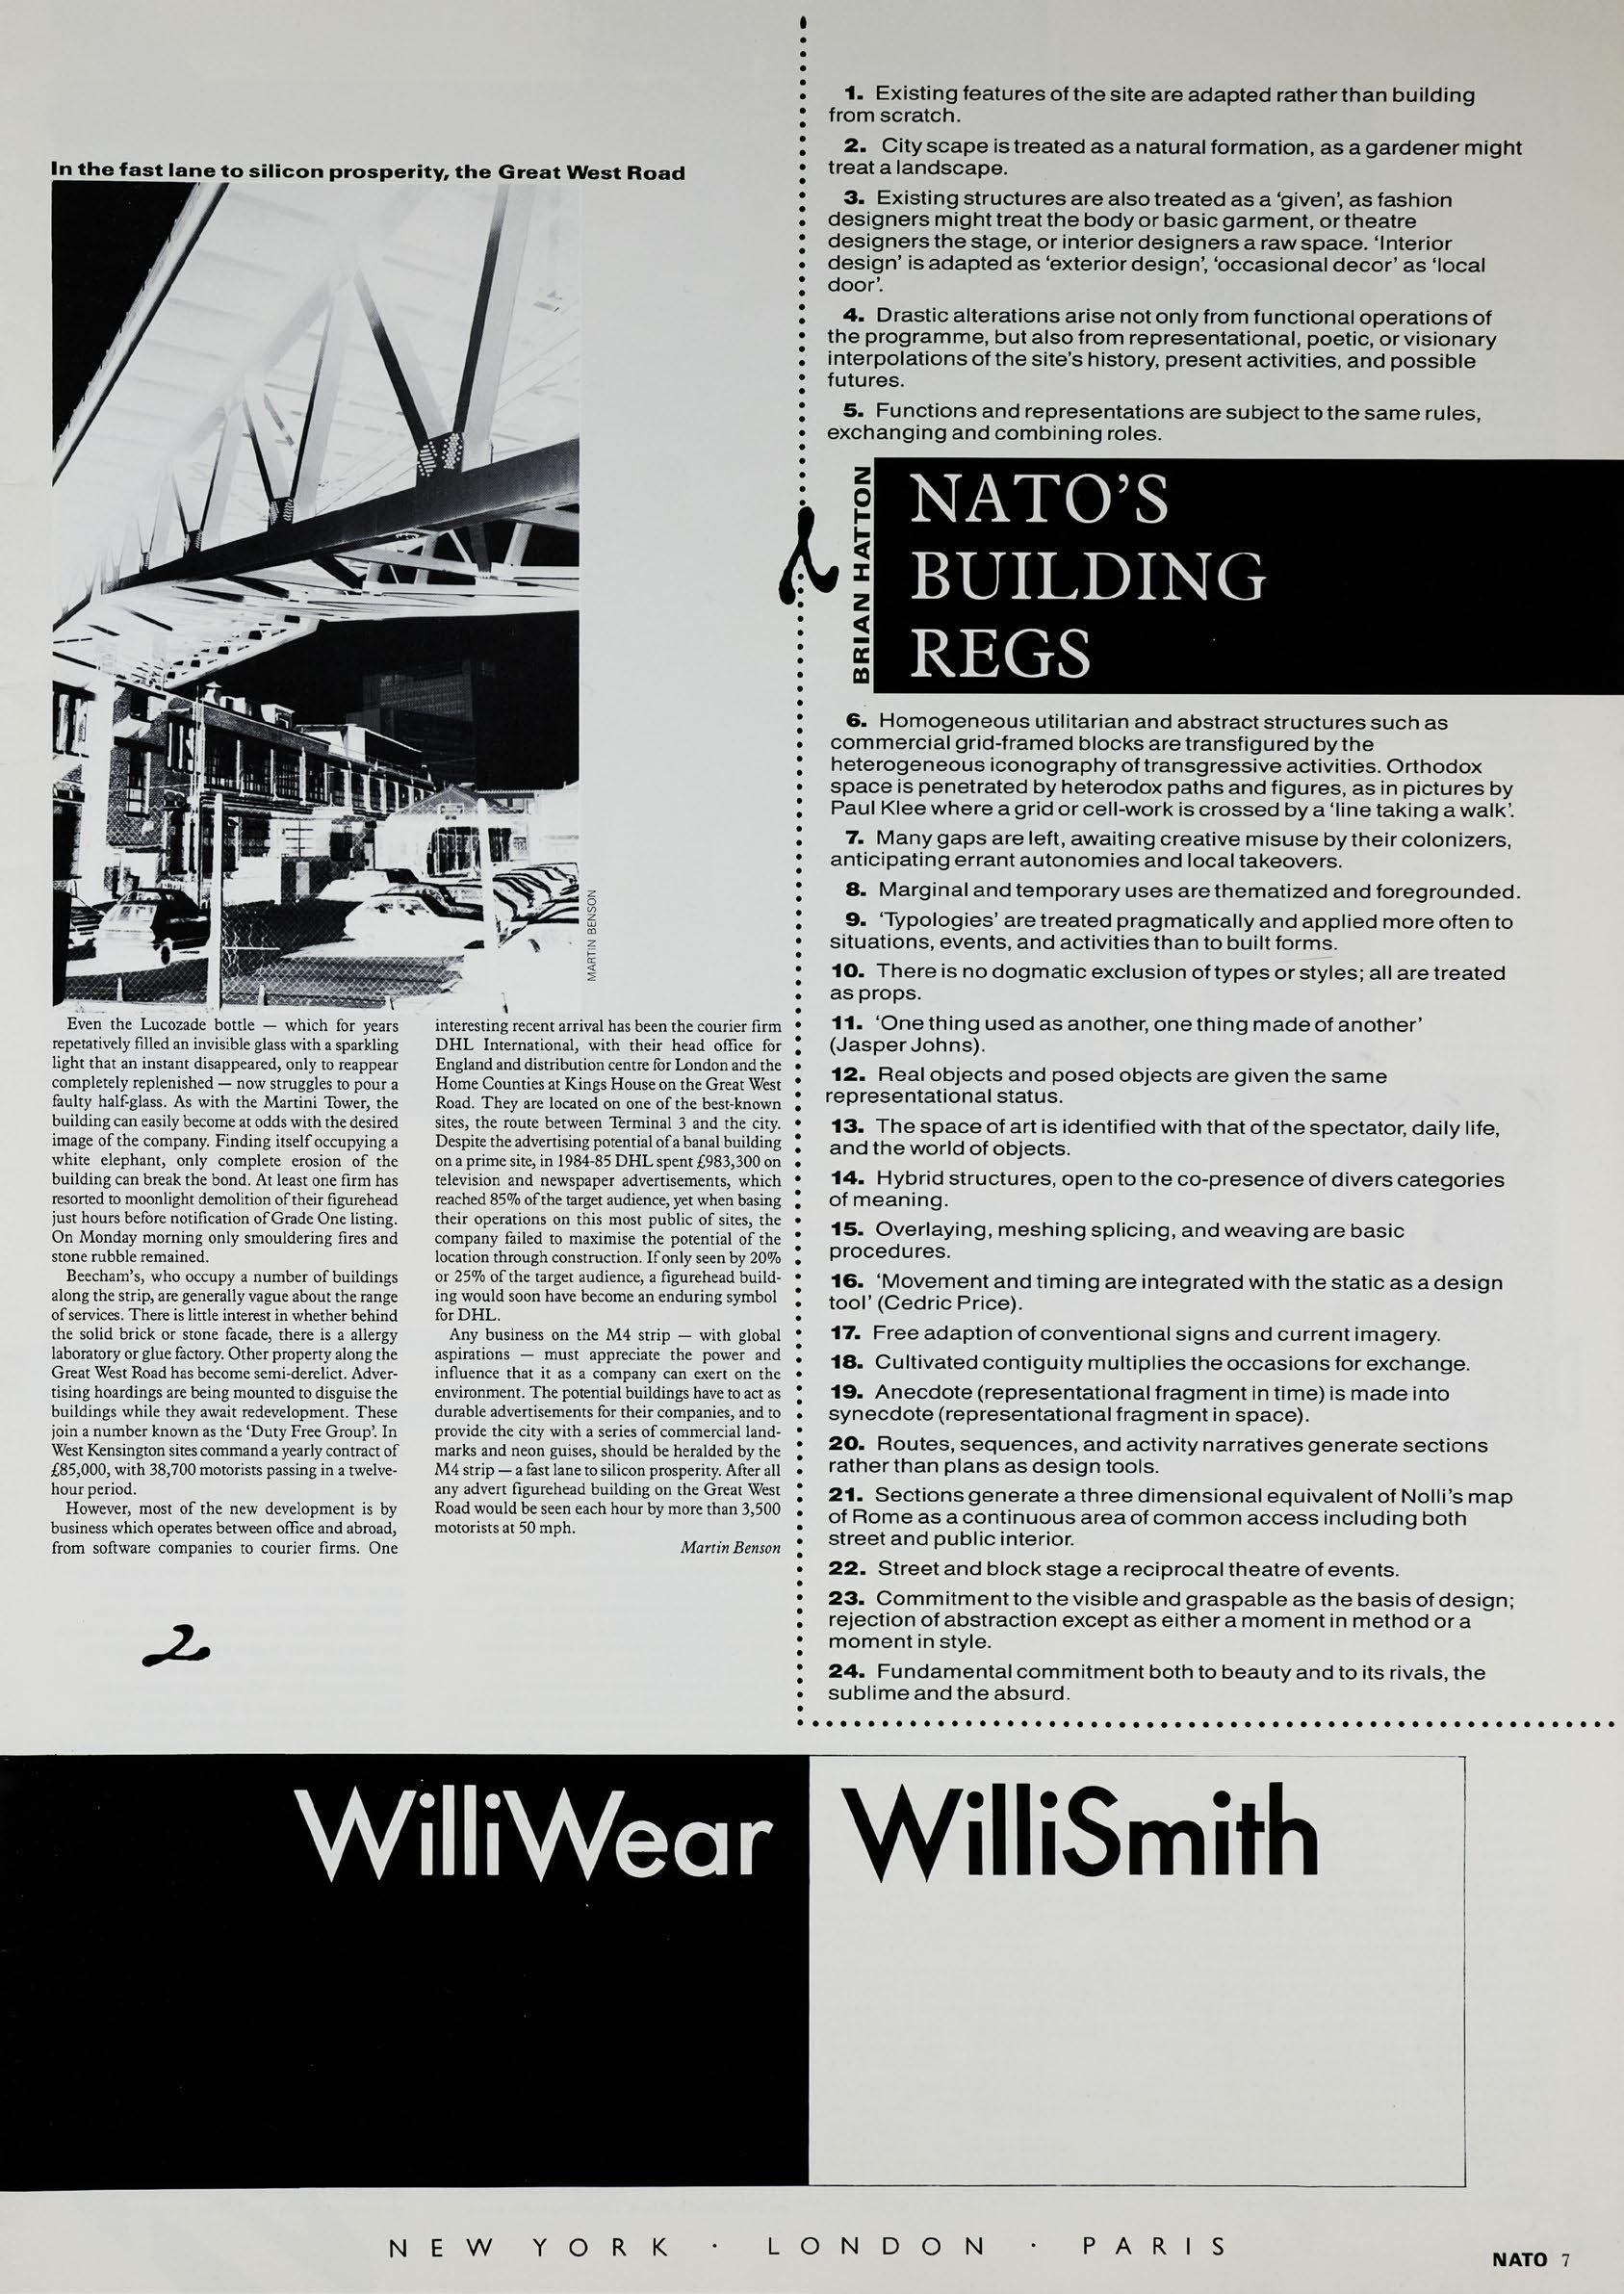 In the fast lane to silicon prosperity, the Great West Road
MARTIN BENSON
Even the Lucozade bottle — which for years
repetatively filled an invisible glass with a sparkling
light that an instant disappeared, only to reappear
completely replenished — now struggles to pour a
faulty half-glass. As with the Martini Tower, the
building can easily become at odds with the desired
image of the company. Finding itself occupying a
white elephant, only complete erosion of the
building can break the bond. At least one firm has
resorted to moonlight demolition of their figurehead
just hours before notification of Grade One listing.
On Monday morning only smouldering fires and
stone rubble remained.
Beecham's, who occupy a number of buildings
along the strip, are generally vague about the range
of services. There is little interest in whether behind
the solid brick or stone facade, there is a allergy
laboratory or glue factory. Other property along the
Great West Road has become semi-derelict. Adver-
tising hoardings are being mounted to disguise the
buildings while they await redevelopment. These
join a number known as the 'Duty Free Group'. In
West Kensington sites command a yearly contract of
£85,000, with 38,700 motorists passing in a twelve-
hour period.
However, most of the new development is by
business which operates between office and abroad,
from software companies to courier firms. One
interesting recent arrival has been the courier firm
DHL International, with their head office for
England and distribution centre for London and the
Home Counties at Kings House on the Great West
Road. They are located on one of the best-known
sites, the route between Terminal 3 and the city.
Despite the advertising potential of a banal building
on a prime site, in 1984-85 DHL spent £983,300 on
television and newspaper advertisements, which
reached 85% of the target audience, yet when basing
their operations on this most public of sites, the
company failed to maximise the potential of the
location through construction. If only seen by 20%
or 25% of the target audience, a figurehead build-
ing would soon have become an enduring symbol
for DHL.
Any business on the M4 strip — with global
aspirations — must appreciate the power and
influence that it as a company can exert on the
environment. The potential buildings have to act as
durable advertisements for their companies, and to
provide the city with a series of commercial land-
marks and neon guises, should be heralded by the
M4 strip — a fast lane to silicon prosperity. After all
any advert figurehead building on the Great West
Road would be seen each hour by more than 3,500
motorists at 50 mph.
Martin Benson
2
1. Existing features of the site are adapted rather than building
from scratch.
2. City scape is treated as a natural formation, as a gardener might
treat a landscape.
3. Existing structures are also treated as a 'given', as fashion
designers might treat the body or basic garment, or theatre
designers the stage, or interior designers a raw space. 'Interior
design' is adapted as 'exterior design', 'occasional decor' as 'local
door'.
4. Drastic alterations arise not only from functional operations of
the programme, but also from representational, poetic, or visionary
interpolations of the site's history, present activities, and possible
futures.
5. Functions and representations are subject to the same rules,
exchanging and combining roles.
BRIAN HATTON
NATO'S
BUILDING
REGS
6. Homogeneous utilitarian and abstract structures such as
commercial grid-framed blocks are transfigured by the
heterogeneous iconography of transgressive activities. Orthodox
space is penetrated by heterodox paths and figures, as in pictures by
Paul Klee where a grid or cell-work is crossed by a 'line taking a walk'.
7. Many gaps are left, awaiting creative misuse by their colonizers,
anticipating errant autonomies and local takeovers.
8. Marginal and temporary uses are thematized and foregrounded.
9. 'Typologies' are treated pragmatically and applied more often to
situations, events, and activities than to built forms.
10. There is no dogmatic exclusion of types or styles; all are treated
as props.
11. 'One thing used as another, one thing made of another'
(Jasper Johns).
12. Real objects and posed objects are given the same
representational status.
13. The space of art is identified with that of the spectator, daily life,
and the world of objects.
14. Hybrid structures, open to the co-presence of divers categories
of meaning.
15. Overlaying, meshing splicing, and weaving are basic
procedures.
16. 'Movement and timing are integrated with the static as a design
tool' (Cedric Price).
17. Free adaption of conventional signs and current imagery.
18. Cultivated contiguity multiplies the occasions for exchange.
19. Anecdote (representational fragment in time) is made into
synecdote (representational fragment in space).
20. Routes, sequences, and activity narratives generate sections
rather than plans as design tools.
21. Sections generate a three dimensional equivalent of Nolli's map
of Rome as a continuous area of common access including both
street and public interior.
22. Street and block stage a reciprocal theatre of events.
23. Commitment to the visible and graspable as the basis of design;
rejection of abstraction except as either a moment in method or a
moment in style.
24. Fundamental commitment both to beauty and to its rivals, the
sublime and the absurd.
WilliWear WilliSmith
NEW YORK · LONDON · PARIS
NATO 7